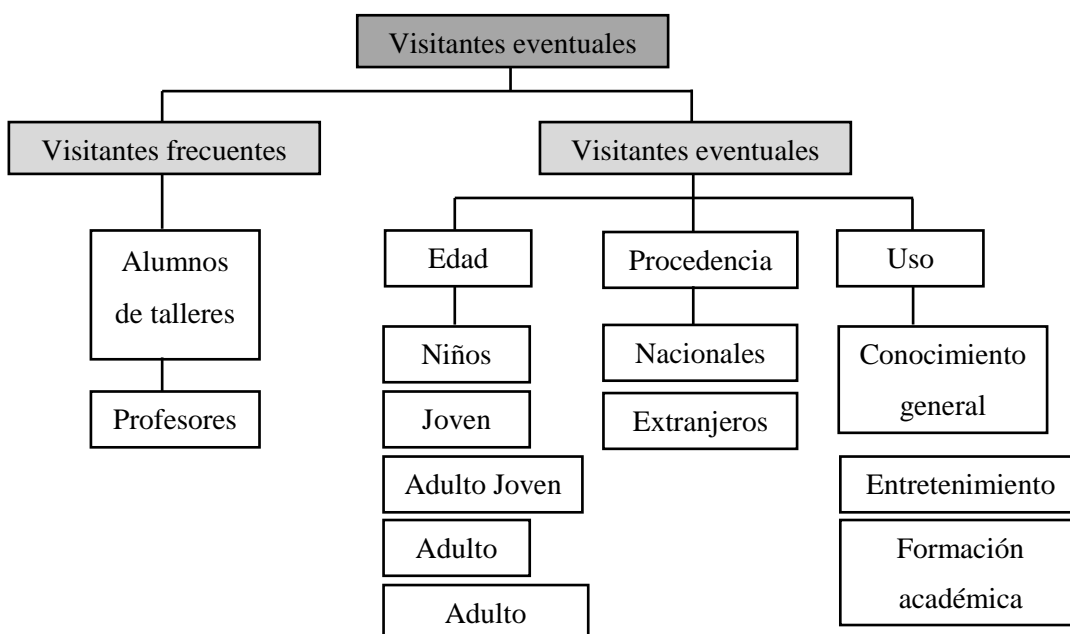 Visitantes eventuales
Visitantes frecuentes
Visitantes eventuales
Alumnos
de talleres
Profesores
Edad
Niños
Joven
Adulto Joven
Adulto
Adulto
Procedencia
Nacionales
Extranjeros
Uso
Conocimiento
general
Entretenimiento
Formación
académica